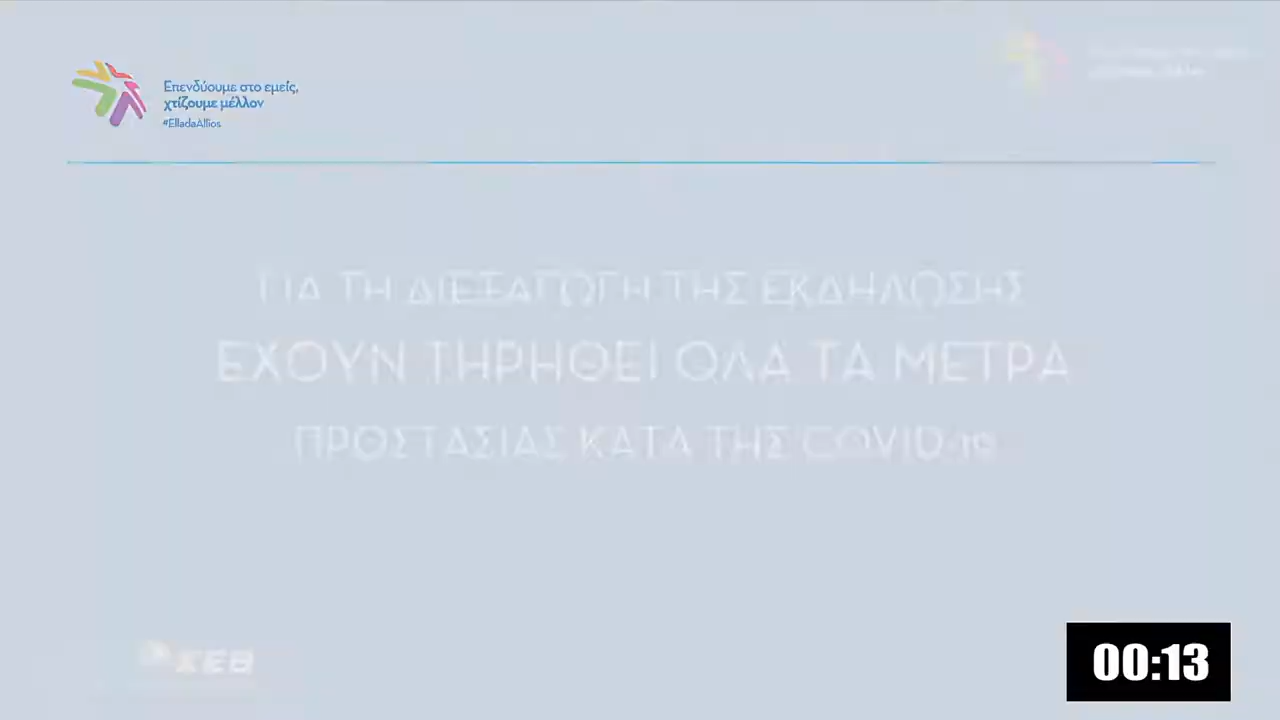 Επενδύουμε στο εμείς,
χτίζουμε μέλλον
#ElladaAllios
ΓΙΑ ΤΗ ΔΙΕΞΑΓΩΓΗ ΤΗΣ ΕΚΔΗΛΩΣΗΣ
ΕΧΟΥΝ ΤΗΡΗΘΕΙ ΟΛΑ ΤΑ ΜΕΤΡΑ
ΠΡΟΣΤΑΣΙΑΣ ΚΑΤΑ ΤΗΣ COVID-19
ΣΕΒ
00:13